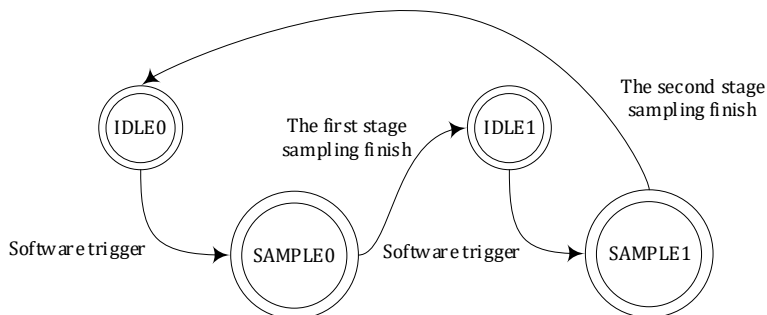 The second stage
sampling finish
IDLE0
The first stage
sampling finish
IDLE1
Software trigger
SAMPLE0
Software trigger
SAMPLE1